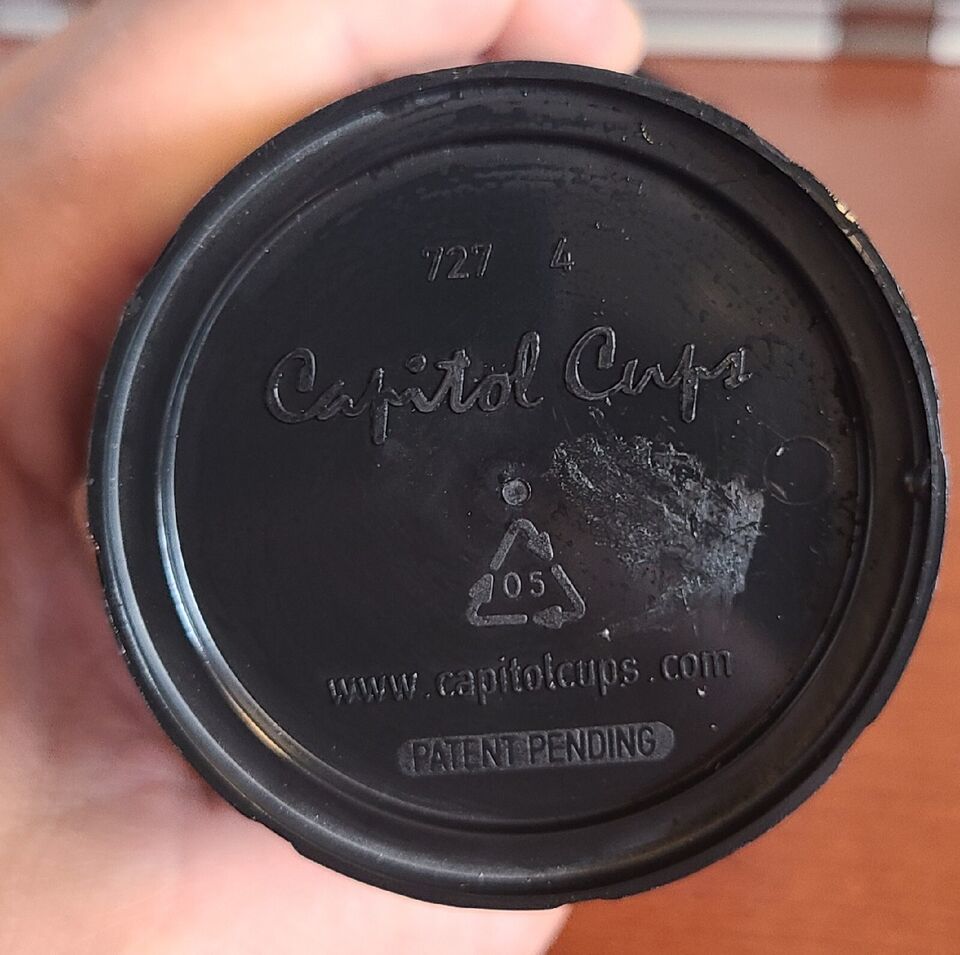 727 4
Capitol Cups
05
www.capitolcups.com
PATENT PENDING